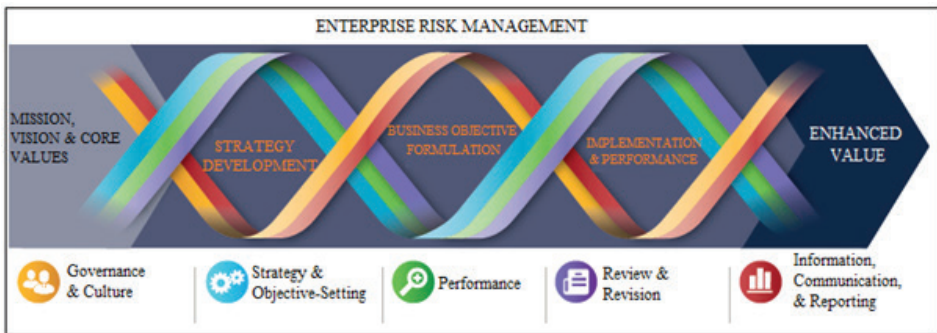 ENTERPRISE RISK MANAGEMENT
MISSION,
VISION & CORE
VALUES
STRATEGY
DEVELOPMENT
BUSINESS OBJECTIVE
FORMULATION
IMPLEMENTATION
& PERFORMANCE
ENHANCED
VALUE
Governance
& Culture
Strategy &
Objective-Setting
Performance
Review &
Revision
Information,
Communication,
& Reporting